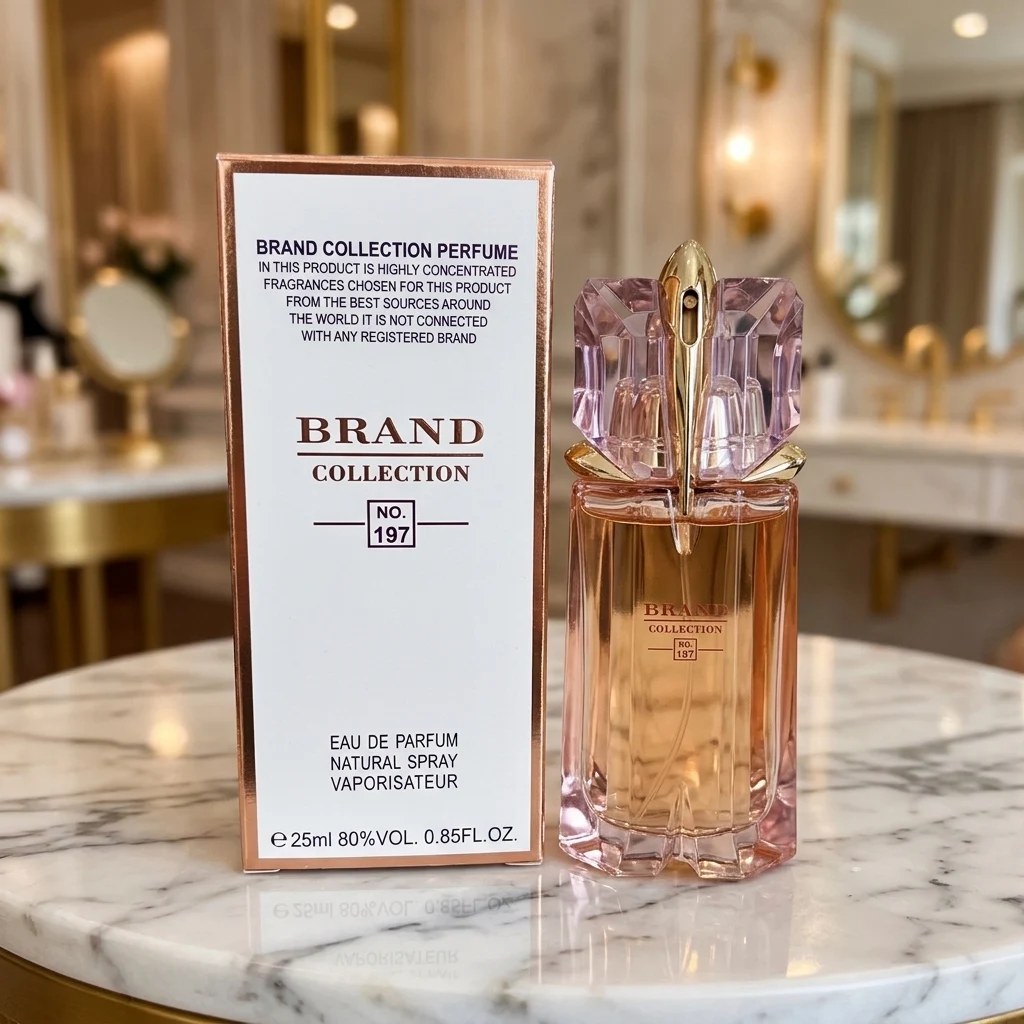 BRAND COLLECTION PERFUME
IN THIS PRODUCT IS HIGHLY CONCENTRATED
FRAGRANCES CHOSEN FOR THIS PRODUCT
FROM THE BEST SOURCES AROUND
THE WORLD IT IS NOT CONNECTED
WITH ANY REGISTERED BRAND
BRAND
COLLECTION
NO.
197
EAU DE PARFUM
NATURAL SPRAY
VAPORISATEUR
℮ 25ml 80%VOL. 0.85FL.OZ.
BRAND
COLLECTION
NO.
197